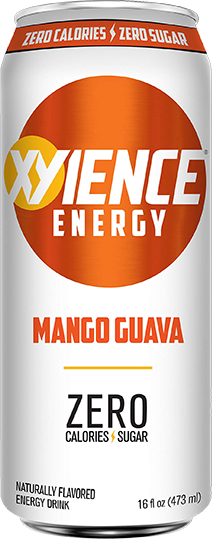 ZERO CALORIES ZERO SUGAR
XYIENCE®
ENERGY
MANGO GUAVA
ZERO
CALORIES SUGAR
NATURALLY FLAVORED
ENERGY DRINK
16 fl oz (473 ml)